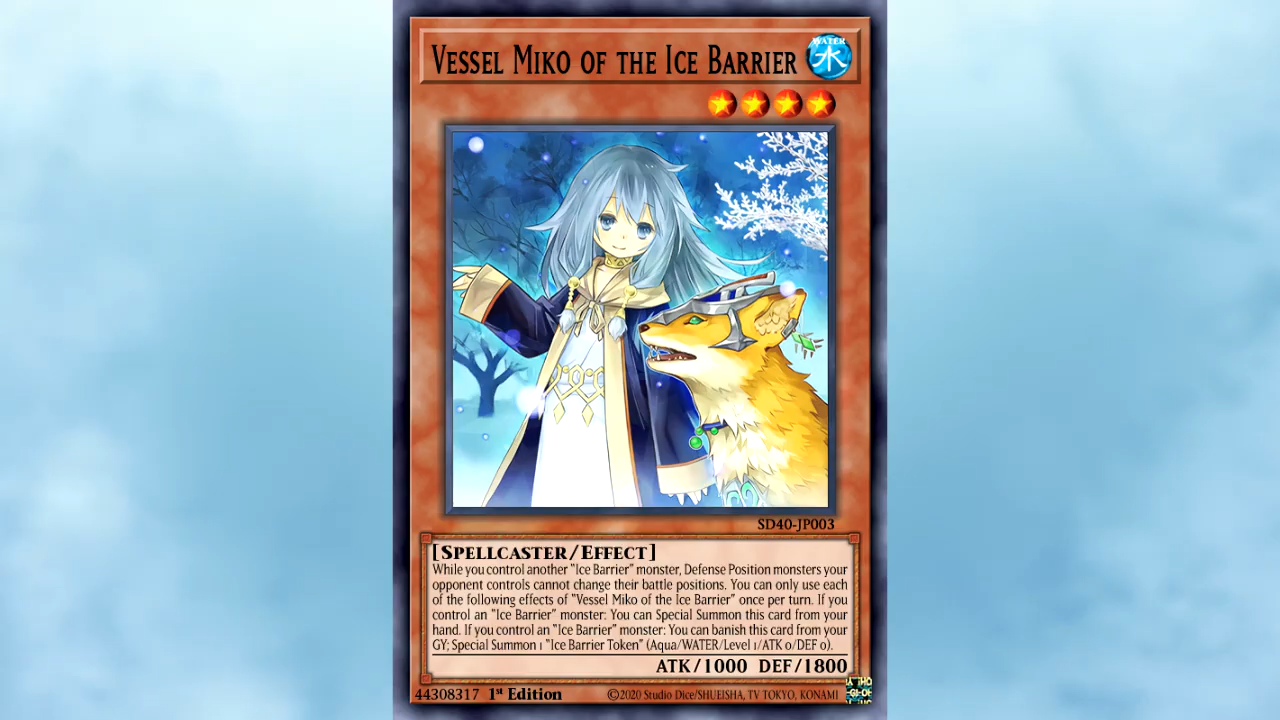 Vessel Miko of the Ice Barrier
WATER
水
SD40-JP003
[Spellcaster/Effect]
While you control another "Ice Barrier" monster, Defense Position monsters your
opponent controls cannot change their battle positions. You can only use each
of the following effects of "Vessel Miko of the Ice Barrier" once per turn. If you
control an "Ice Barrier" monster: You can Special Summon this card from your
hand. If you control an "Ice Barrier" monster: You can banish this card from your
GY; Special Summon 1 "Ice Barrier Token" (Aqua/WATER/Level 1/ATK 0/DEF 0).
ATK/1000 DEF/1800
44308317 1st Edition ©2020 Studio Dice/SHUEISHA, TV TOKYO, KONAMI